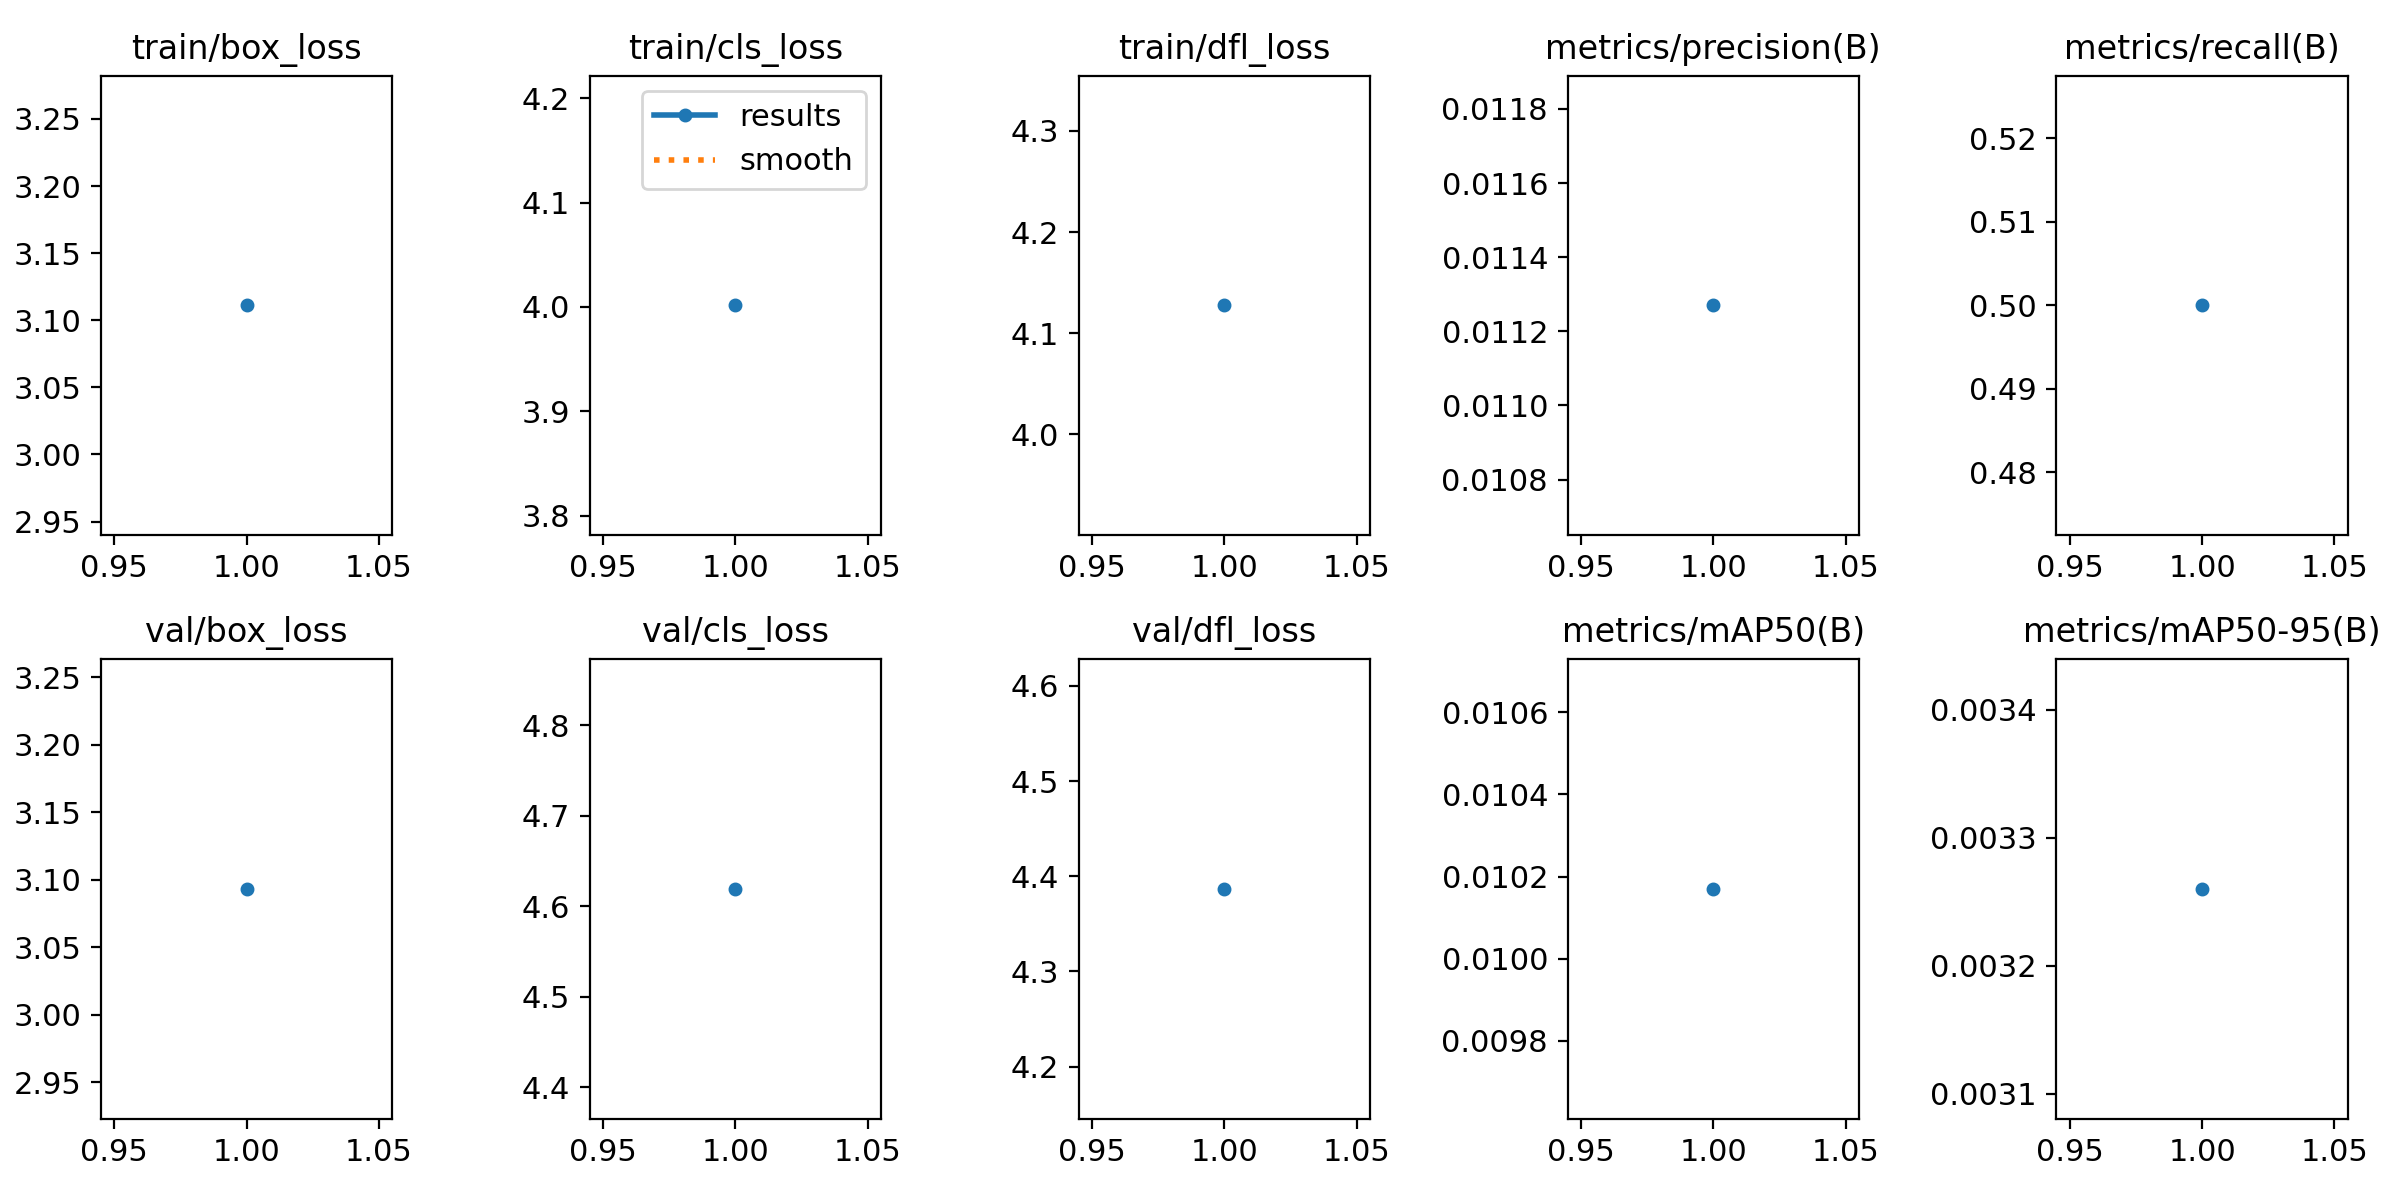 train/box_loss
3.25
3.20
3.15
3.10
3.05
3.00
2.95
0.95 1.00 1.05
train/cls_loss
results
smooth
4.2
4.1
4.0
3.9
3.8
0.95 1.00 1.05
train/dfl_loss
4.3
4.2
4.1
4.0
0.95 1.00 1.05
metrics/precision(B)
0.0118
0.0116
0.0114
0.0112
0.0110
0.0108
0.95 1.00 1.05
metrics/recall(B)
0.52
0.51
0.50
0.49
0.48
0.95 1.00 1.05
val/box_loss
3.25
3.20
3.15
3.10
3.05
3.00
2.95
0.95 1.00 1.05
val/cls_loss
4.8
4.7
4.6
4.5
4.4
0.95 1.00 1.05
val/dfl_loss
4.6
4.5
4.4
4.3
4.2
0.95 1.00 1.05
metrics/mAP50(B)
0.0106
0.0104
0.0102
0.0100
0.0098
0.95 1.00 1.05
metrics/mAP50-95(B)
0.0034
0.0033
0.0032
0.0031
0.95 1.00 1.05